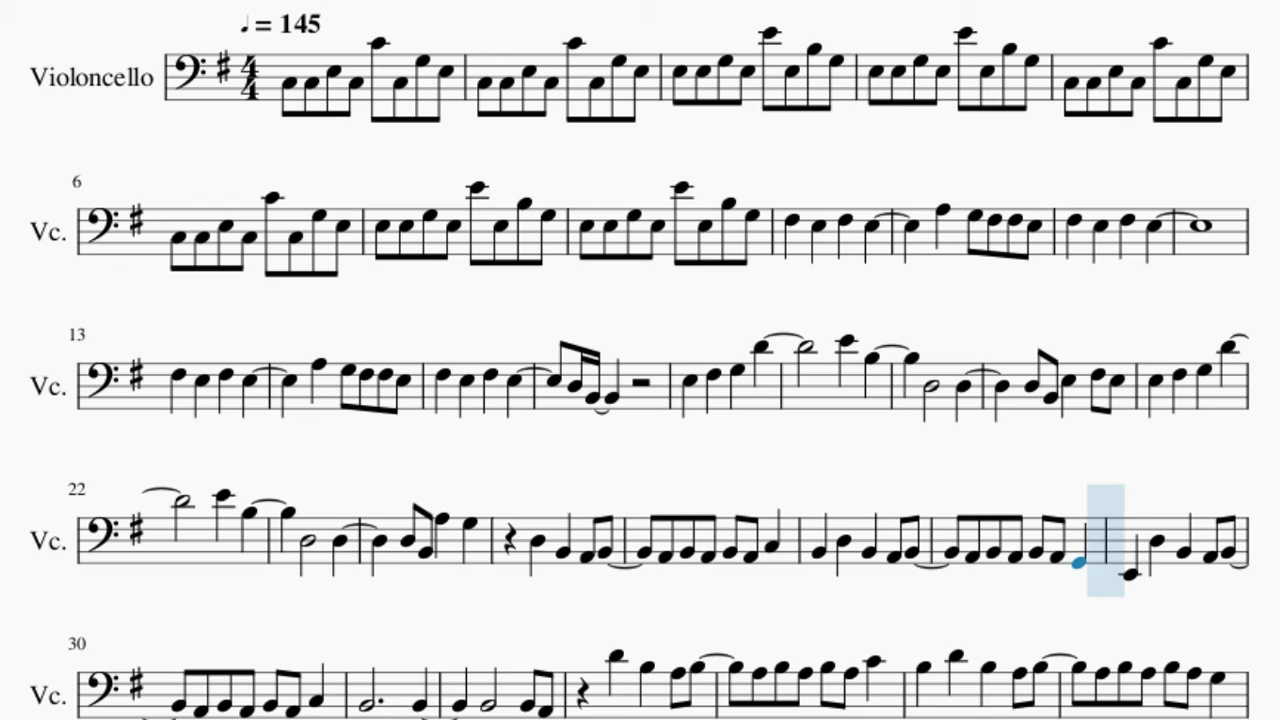 ♩ = 145
Violoncello
4
4
6
Vc.
13
Vc.
22
Vc.
30
Vc.